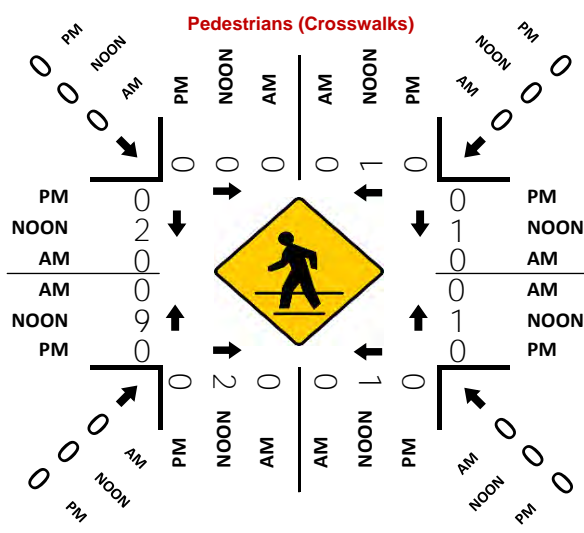 Pedestrians (Crosswalks)
PM NOON AM
0 0 0
PM NOON AM AM NOON PM
0 0 0 0 1 0
PM NOON AM
0 0 0
PM 0 0 PM
NOON 2 1 NOON
AM 0 0 AM
AM 0 0 AM
NOON 9 1 NOON
PM 0 0 PM
0 2 0 0 1 0
PM NOON AM AM NOON PM
0 0 0
AM NOON PM
0 0 0
AM NOON PM